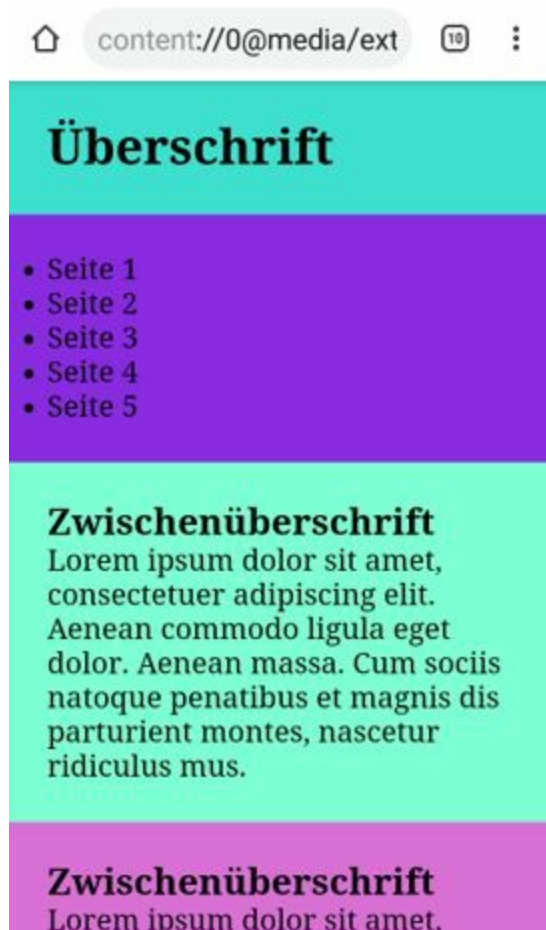 content://0@media/ext
10
Überschrift
Seite 1
Seite 2
Seite 3
Seite 4
Seite 5
Zwischenüberschrift
Lorem ipsum dolor sit amet,
consectetuer adipiscing elit.
Aenean commodo ligula eget
dolor. Aenean massa. Cum sociis
natoque penatibus et magnis dis
parturient montes, nascetur
ridiculus mus.
Zwischenüberschrift
Lorem ipsum dolor sit amet,